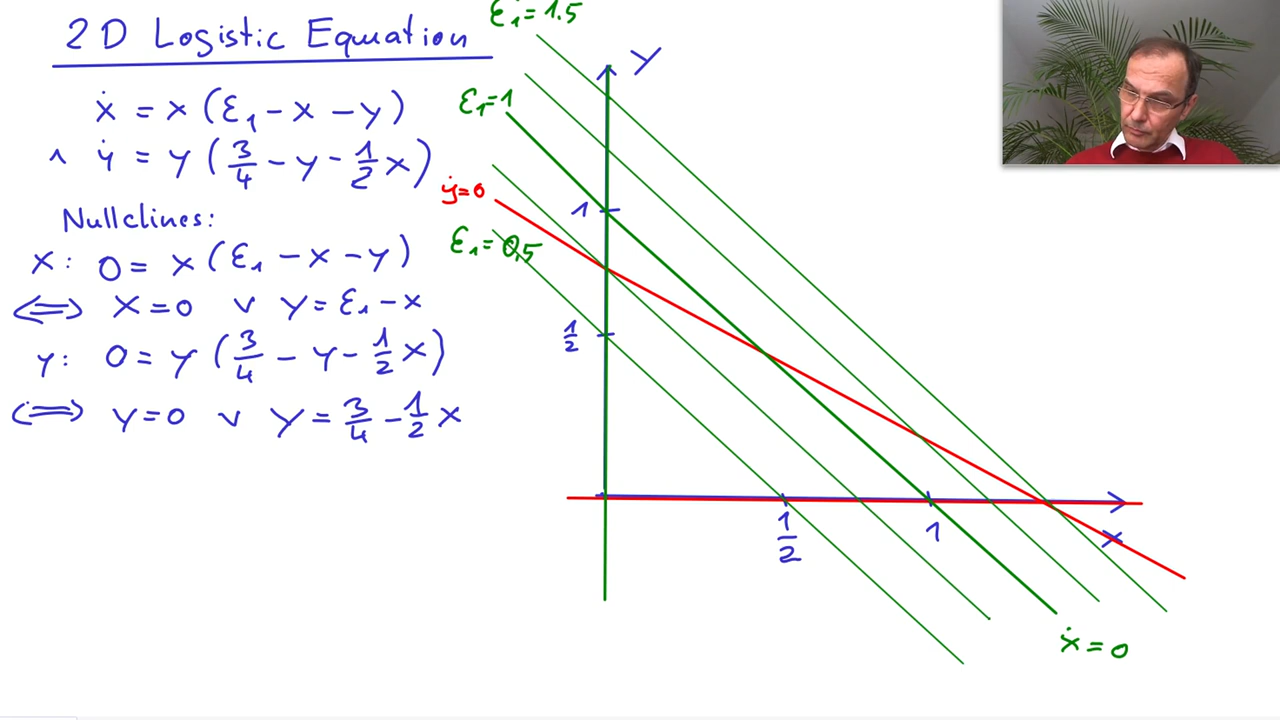 2D Logistic Equation
ẋ = x (ε₁ - x - y)
∧ ẏ = y (3/4 - y - 1/2 x)
Nullclines:
x: 0 = x (ε₁ - x - y)
⟺ x = 0 ∨ y = ε₁ - x
y: 0 = y (3/4 - y - 1/2 x)
⟺ y = 0 ∨ y = 3/4 - 1/2 x
ε₁ = 1.5
y
ε₁ = 1
ẏ = 0
1
ε₁ = 0,5
1/2
1/2
1
x
ẋ = 0